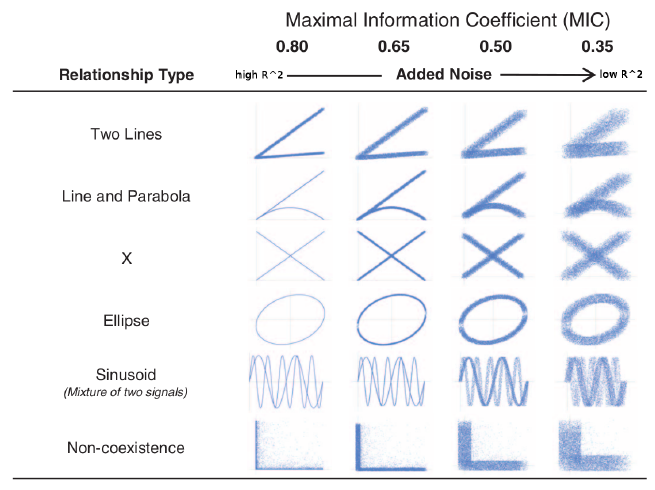 Maximal Information Coefficient (MIC)
0.80 0.65 0.50 0.35
Relationship Type high R^2 Added Noise low R^2
Two Lines
Line and Parabola
X
Ellipse
Sinusoid
(Mixture of two signals)
Non-coexistence